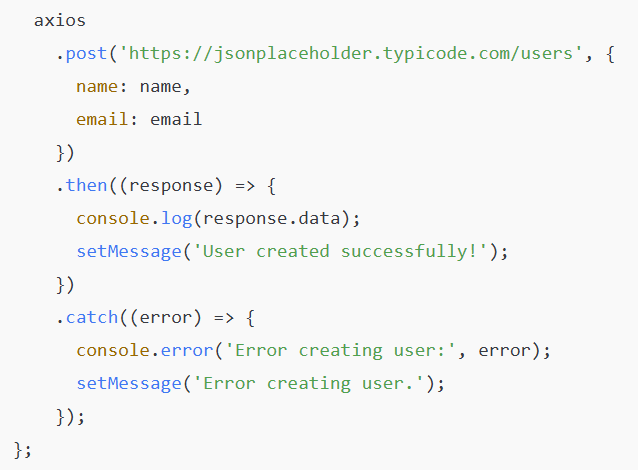 axios
.post('https://jsonplaceholder.typicode.com/users', {
name: name,
email: email
})
.then((response) => {
console.log(response.data);
setMessage('User created successfully!');
})
.catch((error) => {
console.error('Error creating user:', error);
setMessage('Error creating user.');
});
};